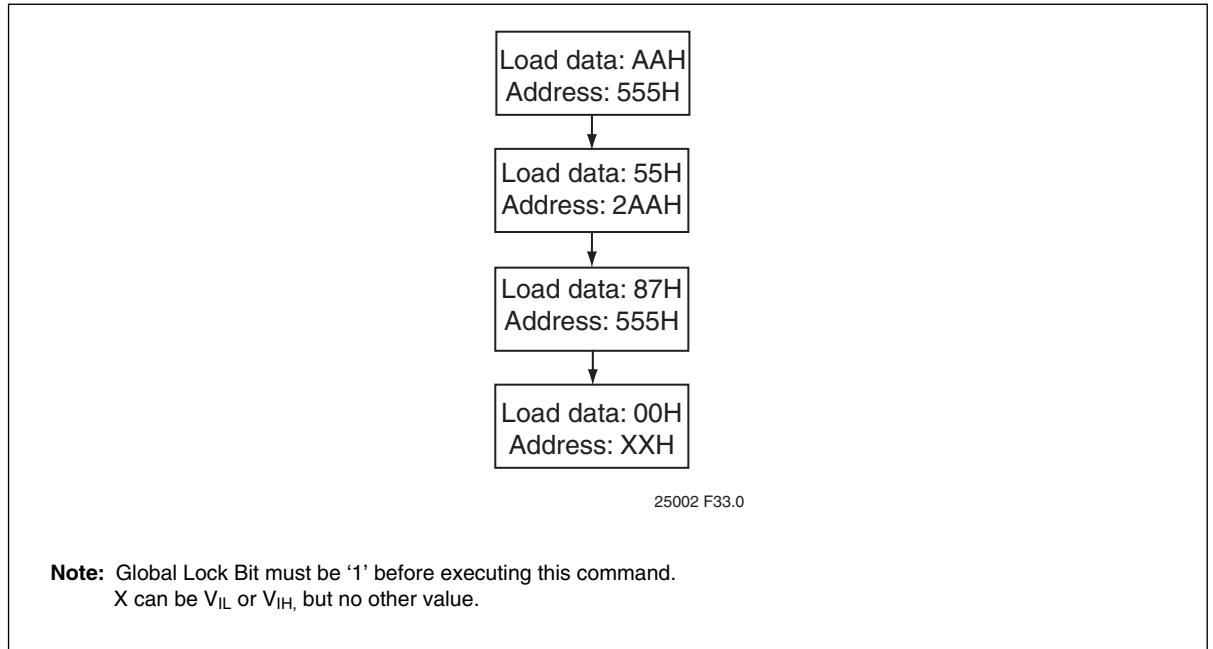 Load data: AAH
Address: 555H
Load data: 55H
Address: 2AAH
Load data: 87H
Address: 555H
Load data: 00H
Address: XXH
25002 F33.0
Note: Global Lock Bit must be ‘1’ before executing this command.
X can be VIL or VIH, but no other value.